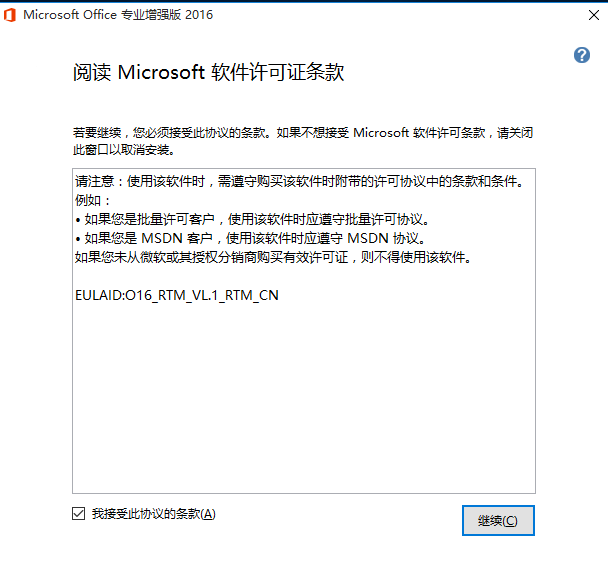 Microsoft Office 专业增强版 2016
阅读 Microsoft 软件许可证条款
若要继续，您必须接受此协议的条款。如果不想接受 Microsoft 软件许可条款，请关闭
此窗口以取消安装。
请注意：使用该软件时，需遵守购买该软件时附带的许可协议中的条款和条件。
例如：
• 如果您是批量许可客户，使用该软件时应遵守批量许可协议。
• 如果您是 MSDN 客户，使用该软件时应遵守 MSDN 协议。
如果您未从微软或其授权分销商购买有效许可证，则不得使用该软件。
EULAID:O16_RTM_VL.1_RTM_CN
我接受此协议的条款(A)
继续(C)